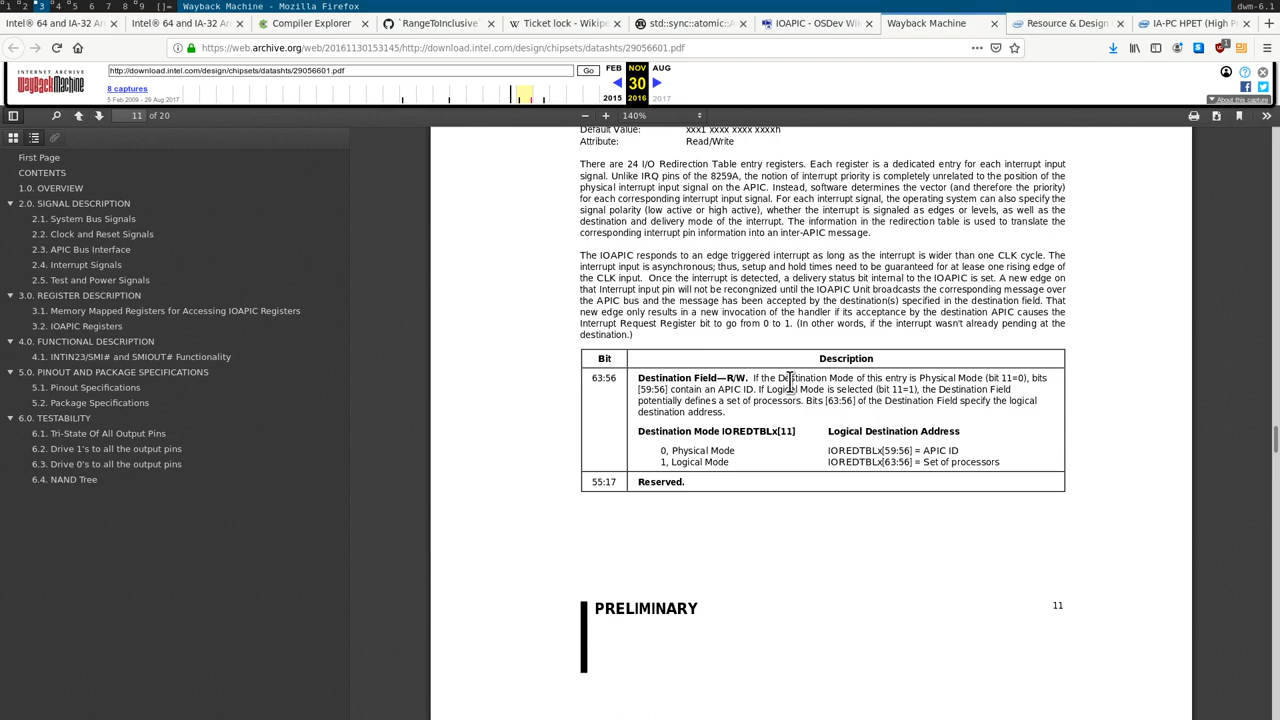 1 2 3 4 5 6 7 8 9 []= Wayback Machine - Mozilla Firefox dwm-6.1
Intel® 64 and IA-32 Ar Intel® 64 and IA-32 Ar Compiler Explorer `RangeToInclusive` Ticket lock - Wikipe std::sync::atomic::A IOAPIC - OSDev Wi Wayback Machine Resource & Design IA-PC HPET (High P
https://web.archive.org/web/20161130153145/http://download.intel.com/design/chipsets/datashts/29056601.pdf
INTERNET ARCHIVE
WayBackMachine
http://download.intel.com/design/chipsets/datashts/29056601.pdf Go FEB NOV AUG
8 captures 30
5 Feb 2009 - 29 Aug 2017 2015 2016 2017 About this capture
11 of 20 140%
First Page
CONTENTS
1.0. OVERVIEW
2.0. SIGNAL DESCRIPTION
2.1. System Bus Signals
2.2. Clock and Reset Signals
2.3. APIC Bus Interface
2.4. Interrupt Signals
2.5. Test and Power Signals
3.0. REGISTER DESCRIPTION
3.1. Memory Mapped Registers for Accessing IOAPIC Registers
3.2. IOAPIC Registers
4.0. FUNCTIONAL DESCRIPTION
4.1. INTIN23/SMI# and SMIOUT# Functionality
5.0. PINOUT AND PACKAGE SPECIFICATIONS
5.1. Pinout Specifications
5.2. Package Specifications
6.0. TESTABILITY
6.1. Tri-State Of All Output Pins
6.2. Drive 1's to all the output pins
6.3. Drive 0's to all the output pins
6.4. NAND Tree
Default Value: xxx1 xxxx xxxx xxxxh
Attribute: Read/Write
There are 24 I/O Redirection Table entry registers. Each register is a dedicated entry for each interrupt input
signal. Unlike IRQ pins of the 8259A, the notion of interrupt priority is completely unrelated to the position of the
physical interrupt input signal on the APIC. Instead, software determines the vector (and therefore the priority)
for each corresponding interrupt input signal. For each interrupt signal, the operating system can also specify the
signal polarity (low active or high active), whether the interrupt is signaled as edges or levels, as well as the
destination and delivery mode of the interrupt. The information in the redirection table is used to translate the
corresponding interrupt pin information into an inter-APIC message.
The IOAPIC responds to an edge triggered interrupt as long as the interrupt is wider than one CLK cycle. The
interrupt input is asynchronous; thus, setup and hold times need to be guaranteed for at least one rising edge of
the CLK input. Once the interrupt is detected, a delivery status bit internal to the IOAPIC is set. A new edge on
that Interrupt input pin will not be recongnized until the IOAPIC Unit broadcasts the corresponding message over
the APIC bus and the message has been accepted by the destination(s) specified in the destination field. That
new edge only results in a new invocation of the handler if its acceptance by the destination APIC causes the
Interrupt Request Register bit to go from 0 to 1. (In other words, if the interrupt wasn't already pending at the
destination.)
Bit Description
63:56 Destination Field—R/W. If the Destination Mode of this entry is Physical Mode (bit 11=0), bits
[59:56] contain an APIC ID. If Logical Mode is selected (bit 11=1), the Destination Field
potentially defines a set of processors. Bits [63:56] of the Destination Field specify the logical
destination address.
Destination Mode IOREDTBLx[11] Logical Destination Address
0, Physical Mode IOREDTBLx[59:56] = APIC ID
1, Logical Mode IOREDTBLx[63:56] = Set of processors
55:17 Reserved.
PRELIMINARY 11